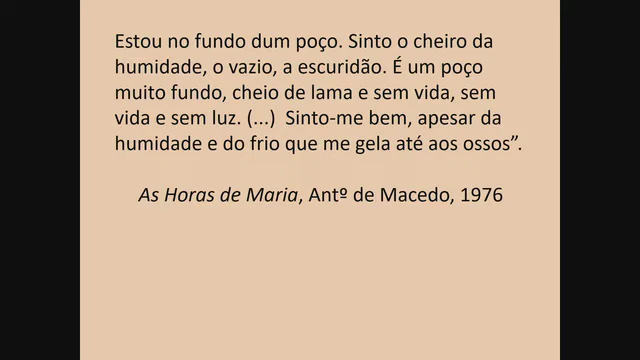 Estou no fundo dum poço. Sinto o cheiro da
humidade, o vazio, a escuridão. É um poço
muito fundo, cheio de lama e sem vida, sem
vida e sem luz. (...)  Sinto-me bem, apesar da
humidade e do frio que me gela até aos ossos”.
As Horas de Maria, Antº de Macedo, 1976